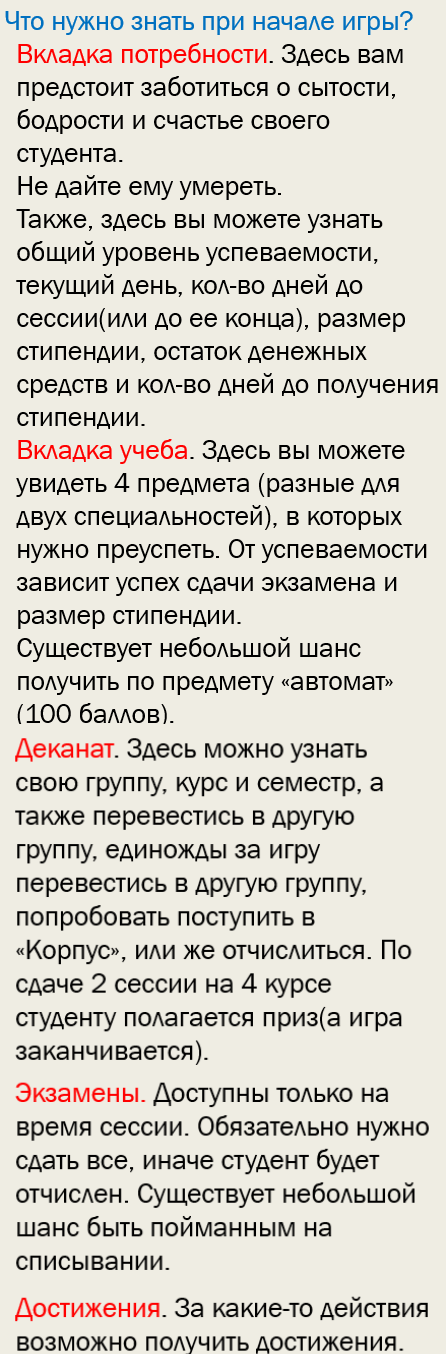 Что нужно знать при начале игры?
Вкладка потребности. Здесь вам
предстоит заботиться о сытости,
бодрости и счастье своего
студента.
Не дайте ему умереть.
Также, здесь вы можете узнать
общий уровень успеваемости,
текущий день, кол-во дней до
сессии(или до ее конца), размер
стипендии, остаток денежных
средств и кол-во дней до получения
стипендии.
Вкладка учеба. Здесь вы можете
увидеть 4 предмета (разные для
двух специальностей), в которых
нужно преуспеть. От успеваемости
зависит успех сдачи экзамена и
размер стипендии.
Существует небольшой шанс
получить по предмету «автомат»
(100 баллов).
Деканат. Здесь можно узнать
свою группу, курс и семестр, а
также перевестись в другую
группу, единожды за игру
перевестись в другую группу,
попробовать поступить в
«Корпус», или же отчислиться. По
сдаче 2 сессии на 4 курсе
студенту полагается приз(а игра
заканчивается).
Экзамены. Доступны только на
время сессии. Обязательно нужно
сдать все, иначе студент будет
отчислен. Существует небольшой
шанс быть пойманным на
списывании.
Достижения. За какие-то действия
возможно получить достижения.